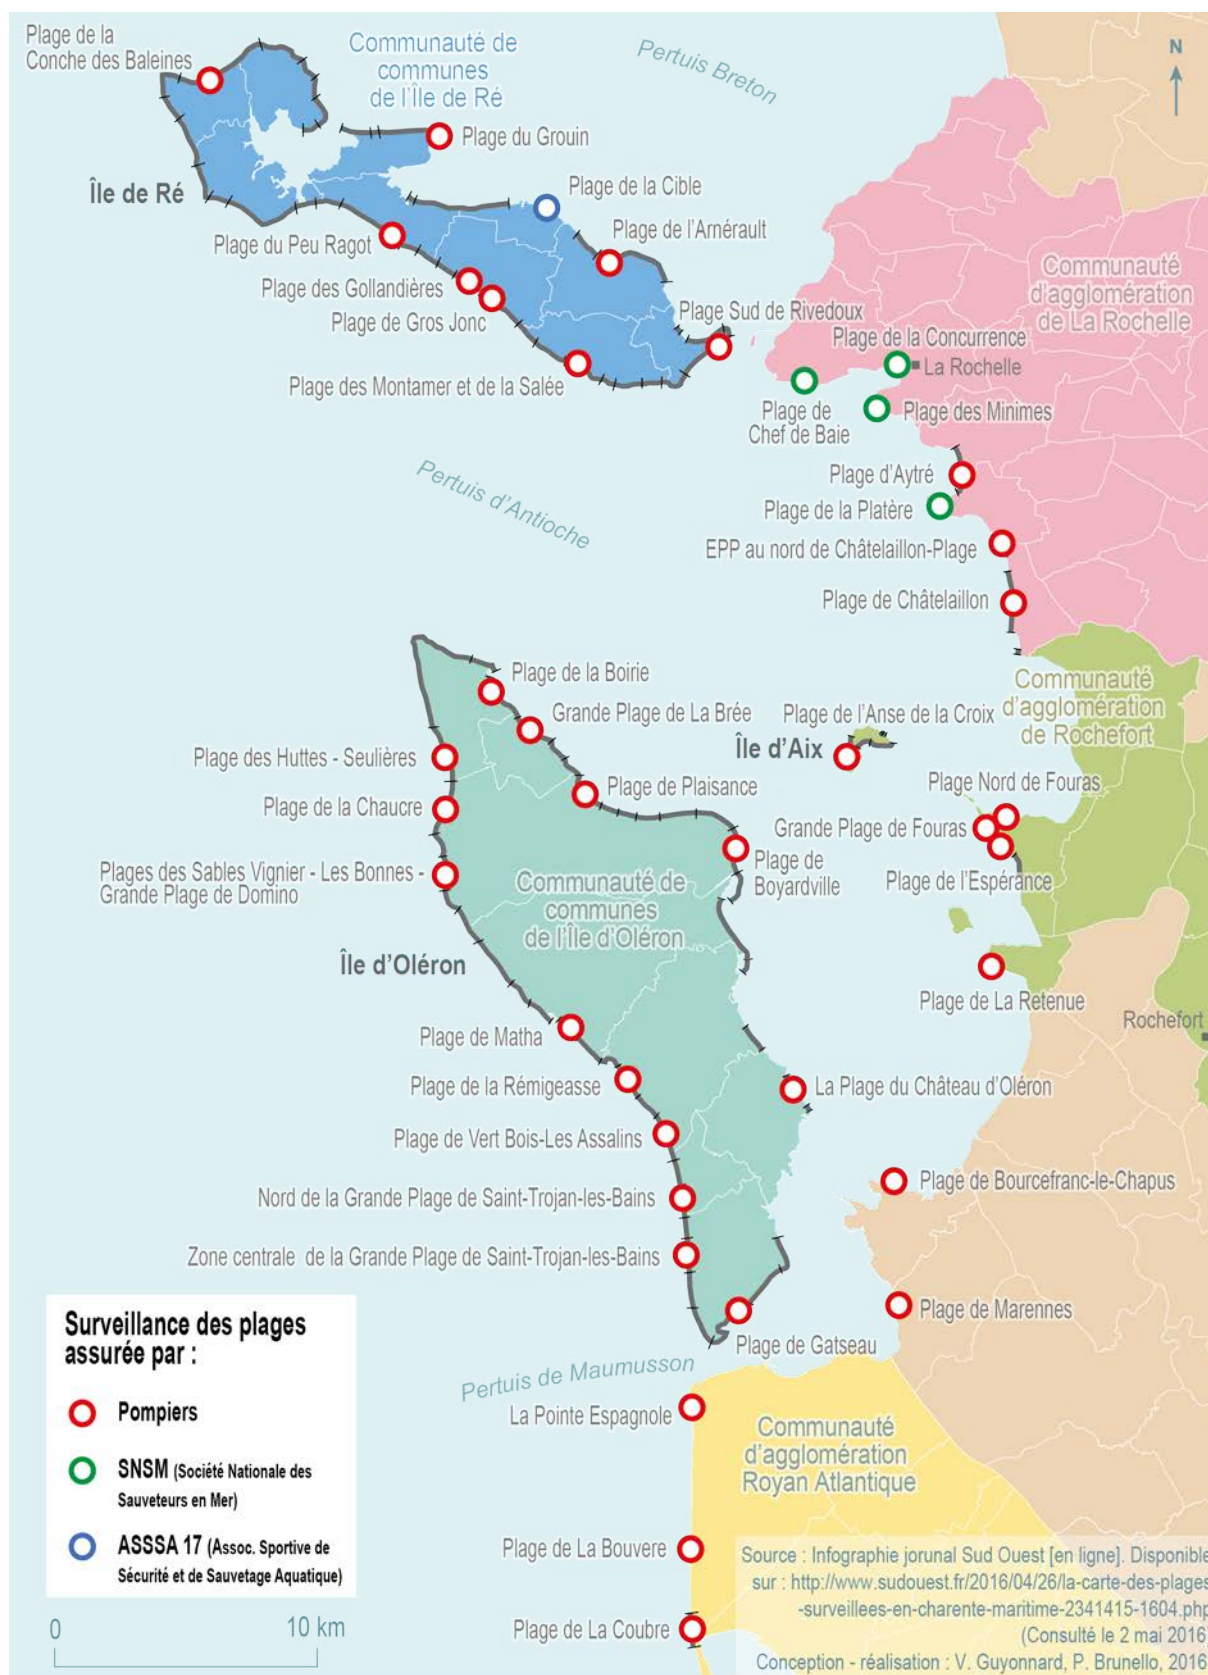 Plage de la
Conche des Baleines
Communauté de
communes
de l'Île de Ré
Pertuis Breton
N
Plage du Grouin
Île de Ré
Plage de la Cible
Plage du Peu Ragot
Plage de l'Arnérault
Plage des Gollandières
Plage de Gros Jonc
Plage Sud de Rivedoux
Communauté
d'agglomération
de La Rochelle
Plage de la Concurrence
La Rochelle
Plage des Montamer et de la Salée
Plage de
Chef de Baie
Plage des Minimes
Pertuis d'Antioche
Plage d'Aytré
Plage de la Platère
EPP au nord de Châtelaillon-Plage
Plage de Châtelaillon
Plage de la Boirie
Communauté
d'agglomération
de Rochefort
Grande Plage de La Brée
Plage de l'Anse de la Croix
Île d'Aix
Plage des Huttes - Seulières
Plage de Plaisance
Plage Nord de Fouras
Plage de la Chaucre
Grande Plage de Fouras
Plage de
Boyardville
Plages des Sables Vignier - Les Bonnes -
Grande Plage de Domino
Plage de l'Espérance
Communauté de
communes
de l'Île d'Oléron
Île d'Oléron
Plage de La Retenue
Rochefort
Plage de Matha
Plage de la Rémigeasse
La Plage du Château d'Oléron
Plage de Vert Bois-Les Assalins
Plage de Bourcefranc-le-Chapus
Nord de la Grande Plage de Saint-Trojan-les-Bains
Zone centrale de la Grande Plage de Saint-Trojan-les-Bains
Plage de Marennes
Plage de Gatseau
Pertuis de Maumusson
La Pointe Espagnole
Communauté
d'agglomération
Royan Atlantique
Plage de La Bouvere
Plage de La Coubre
Surveillance des plages
assurée par :
Pompiers
SNSM (Société Nationale des
Sauveteurs en Mer)
ASSSA 17 (Assoc. Sportive de
Sécurité et de Sauvetage Aquatique)
0 10 km
Source : Infographie jorunal Sud Ouest [en ligne]. Disponible
sur : http://www.sudouest.fr/2016/04/26/la-carte-des-plages
-surveillees-en-charente-maritime-2341415-1604.php
(Consulté le 2 mai 2016)
Conception - réalisation : V. Guyonnard, P. Brunello, 2016